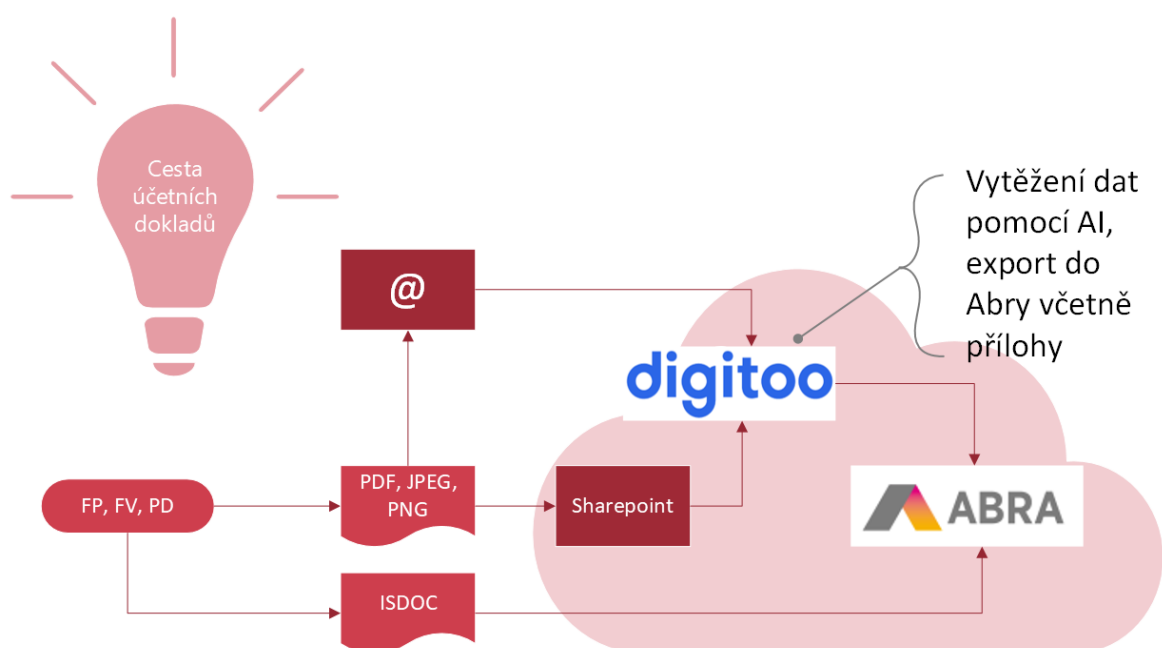 Cesta
účetních
dokladů
@
Vytěžení dat
pomocí AI,
export do
Abry včetně
přílohy
digitoo
FP, FV, PD
PDF, JPEG,
PNG
Sharepoint
ABRA
ISDOC